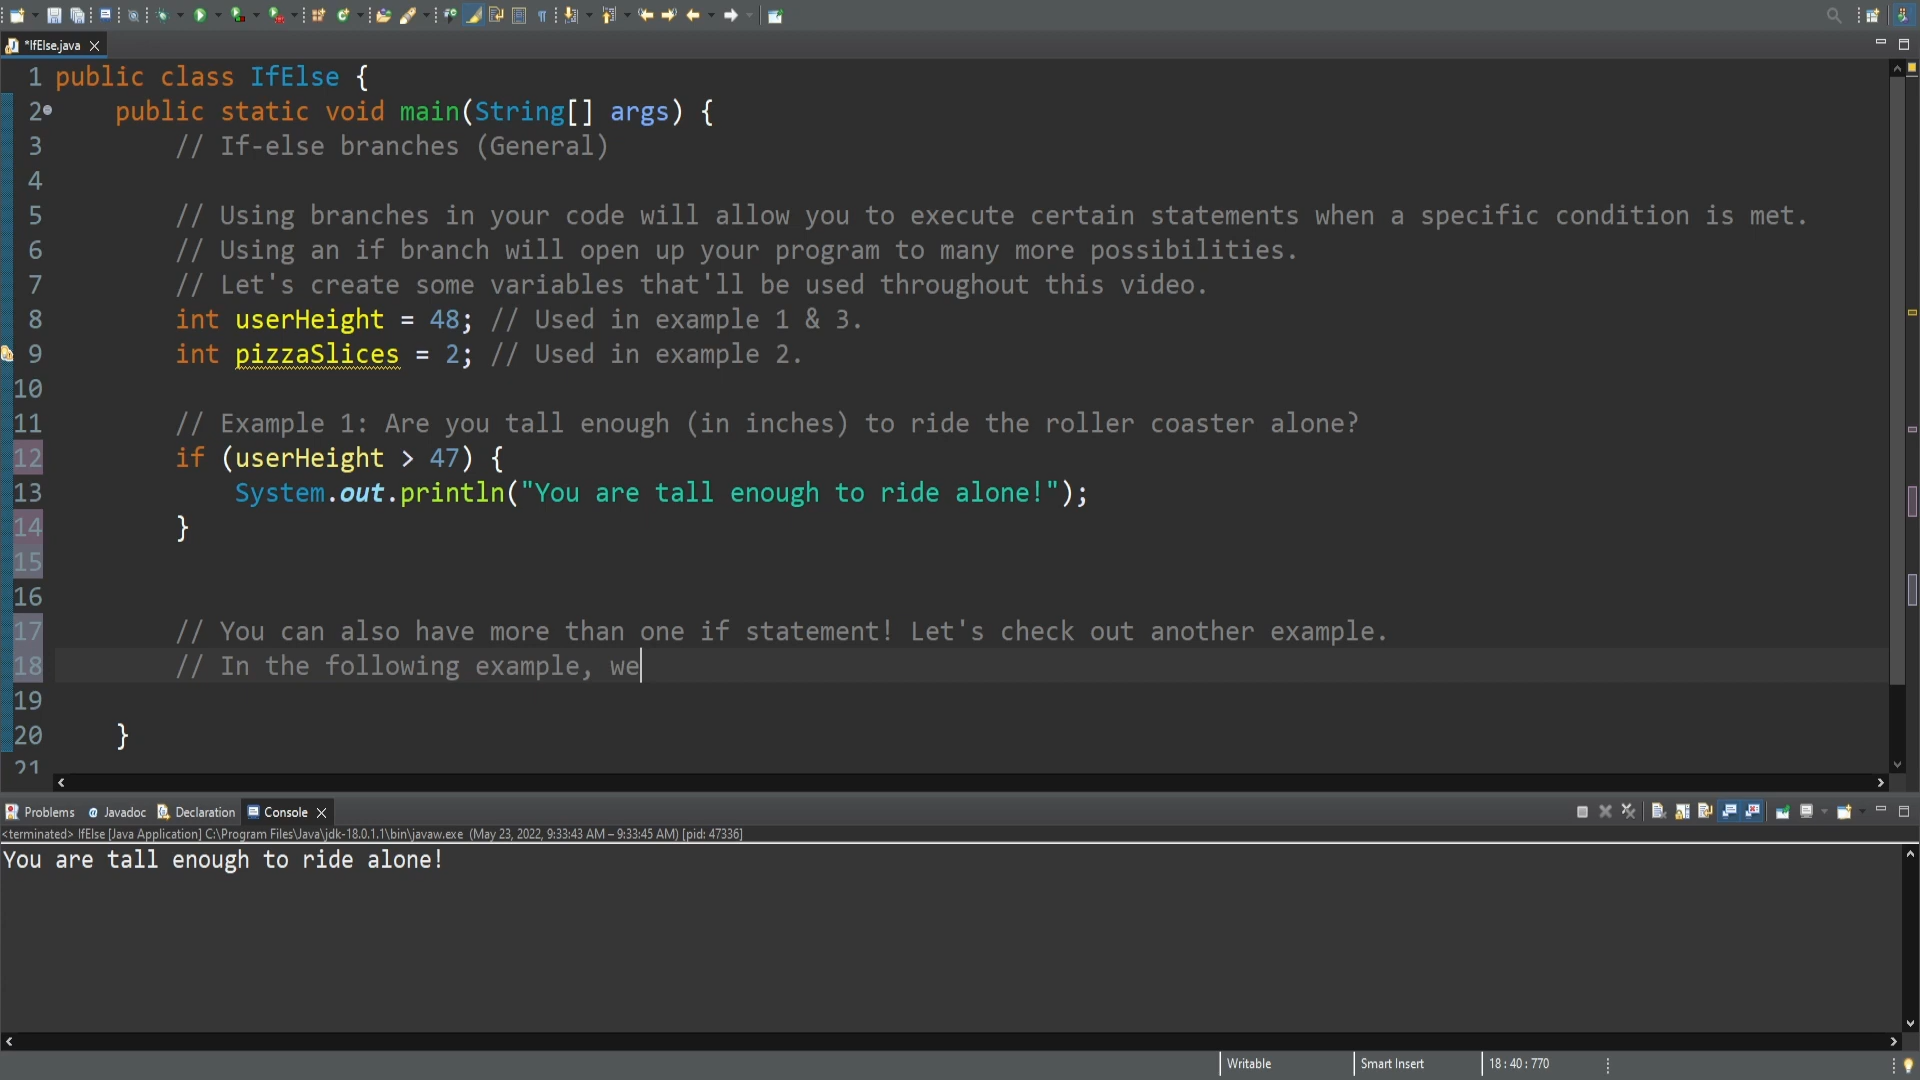 *IfElse.java
1 public class IfElse {
2 public static void main(String[] args) {
3 // If-else branches (General)
4
5 // Using branches in your code will allow you to execute certain statements when a specific condition is met.
6 // Using an if branch will open up your program to many more possibilities.
7 // Let's create some variables that'll be used throughout this video.
8 int userHeight = 48; // Used in example 1 & 3.
9 int pizzaSlices = 2; // Used in example 2.
10
11 // Example 1: Are you tall enough (in inches) to ride the roller coaster alone?
12 if (userHeight > 47) {
13 System.out.println("You are tall enough to ride alone!");
14 }
15
16
17 // You can also have more than one if statement! Let's check out another example.
18 // In the following example, we
19
20 }
21
Problems Javadoc Declaration Console
<terminated> IfElse [Java Application] C:\Program Files\Java\jdk-18.0.1.1\bin\javaw.exe (May 23, 2022, 9:33:43 AM – 9:33:45 AM) [pid: 47336]
You are tall enough to ride alone!
Writable Smart Insert 18 : 40 : 770